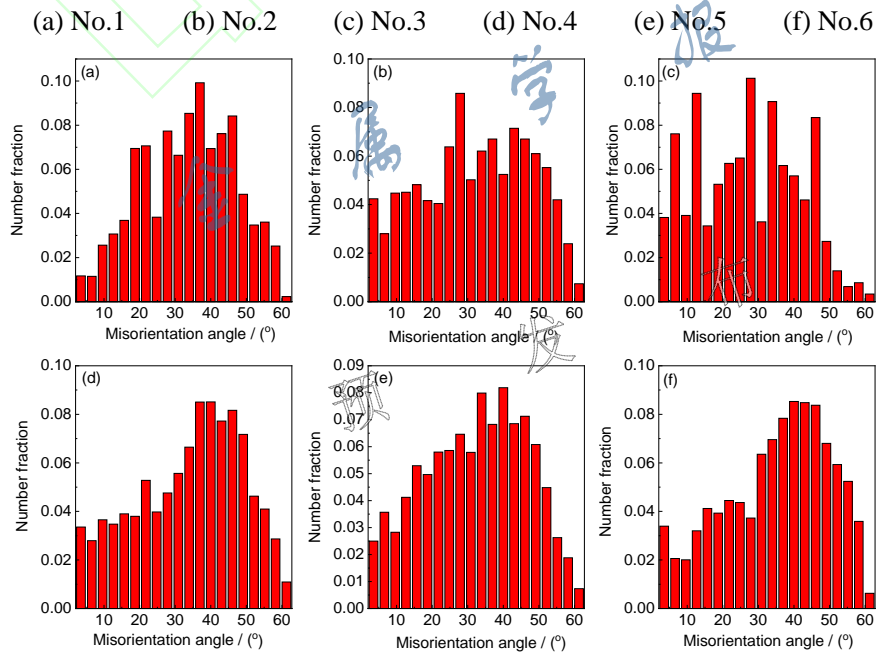 (a) No.1 (b) No.2 (c) No.3 (d) No.4 (e) No.5 (f) No.6
(a)
Number fraction
0.10
0.08
0.06
0.04
0.02
0.00
10 20 30 40 50 60
Misorientation angle / (°)
(b)
Number fraction
0.10
0.08
0.06
0.04
0.02
0.00
10 20 30 40 50 60
Misorientation angle / (°)
(c)
Number fraction
0.10
0.08
0.06
0.04
0.02
0.00
10 20 30 40 50 60
Misorientation angle / (°)
(d)
Number fraction
0.10
0.08
0.06
0.04
0.02
0.00
10 20 30 40 50 60
Misorientation angle / (°)
(e)
Number fraction
0.09
0.08
0.07
0.06
0.05
0.04
0.03
0.02
0.01
0.00
10 20 30 40 50 60
Misorientation angle / (°)
(f)
Number fraction
0.10
0.08
0.06
0.04
0.02
0.00
10 20 30 40 50 60
Misorientation angle / (°)
金属学报
预发布